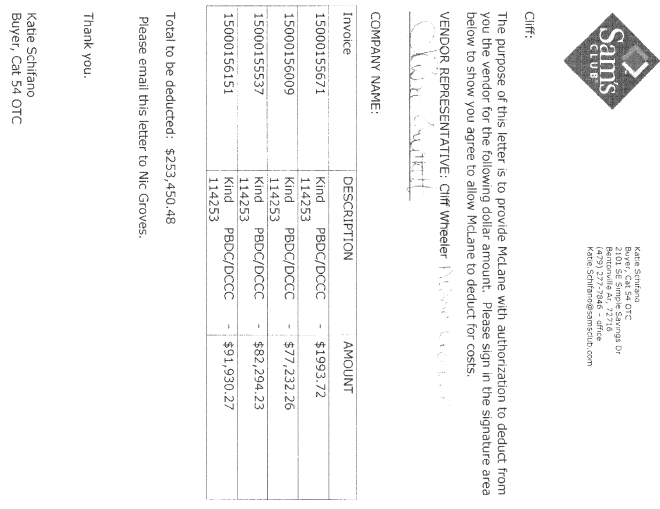 Sam's
CLUB
Katie Schifano
Buyer, Cat 54 OTC
2101 SE Simple Savings Dr
Bentonville Ar, 72716
(479) 277-7846 – office
Katie.Schifano@samsclub.com
Cliff:
The purpose of this letter is to provide McLane with authorization to deduct from
you the vendor for the following dollar amount. Please sign in the signature area
below to show you agree to allow McLane to deduct for costs.
VENDOR REPRESENTATIVE: Cliff Wheeler
COMPANY NAME:
Invoice DESCRIPTION AMOUNT
15000155671 Kind PBDC/DCCC - $1993.72
114253
15000156009 Kind PBDC/DCCC - $77,232.26
114253
15000155537 Kind PBDC/DCCC - $82,294.23
114253
15000156151 Kind PBDC/DCCC - $91,930.27
114253
Total to be deducted: $253,450.48
Please email this letter to Nic Groves.
Thank you.
Katie Schifano
Buyer, Cat 54 OTC